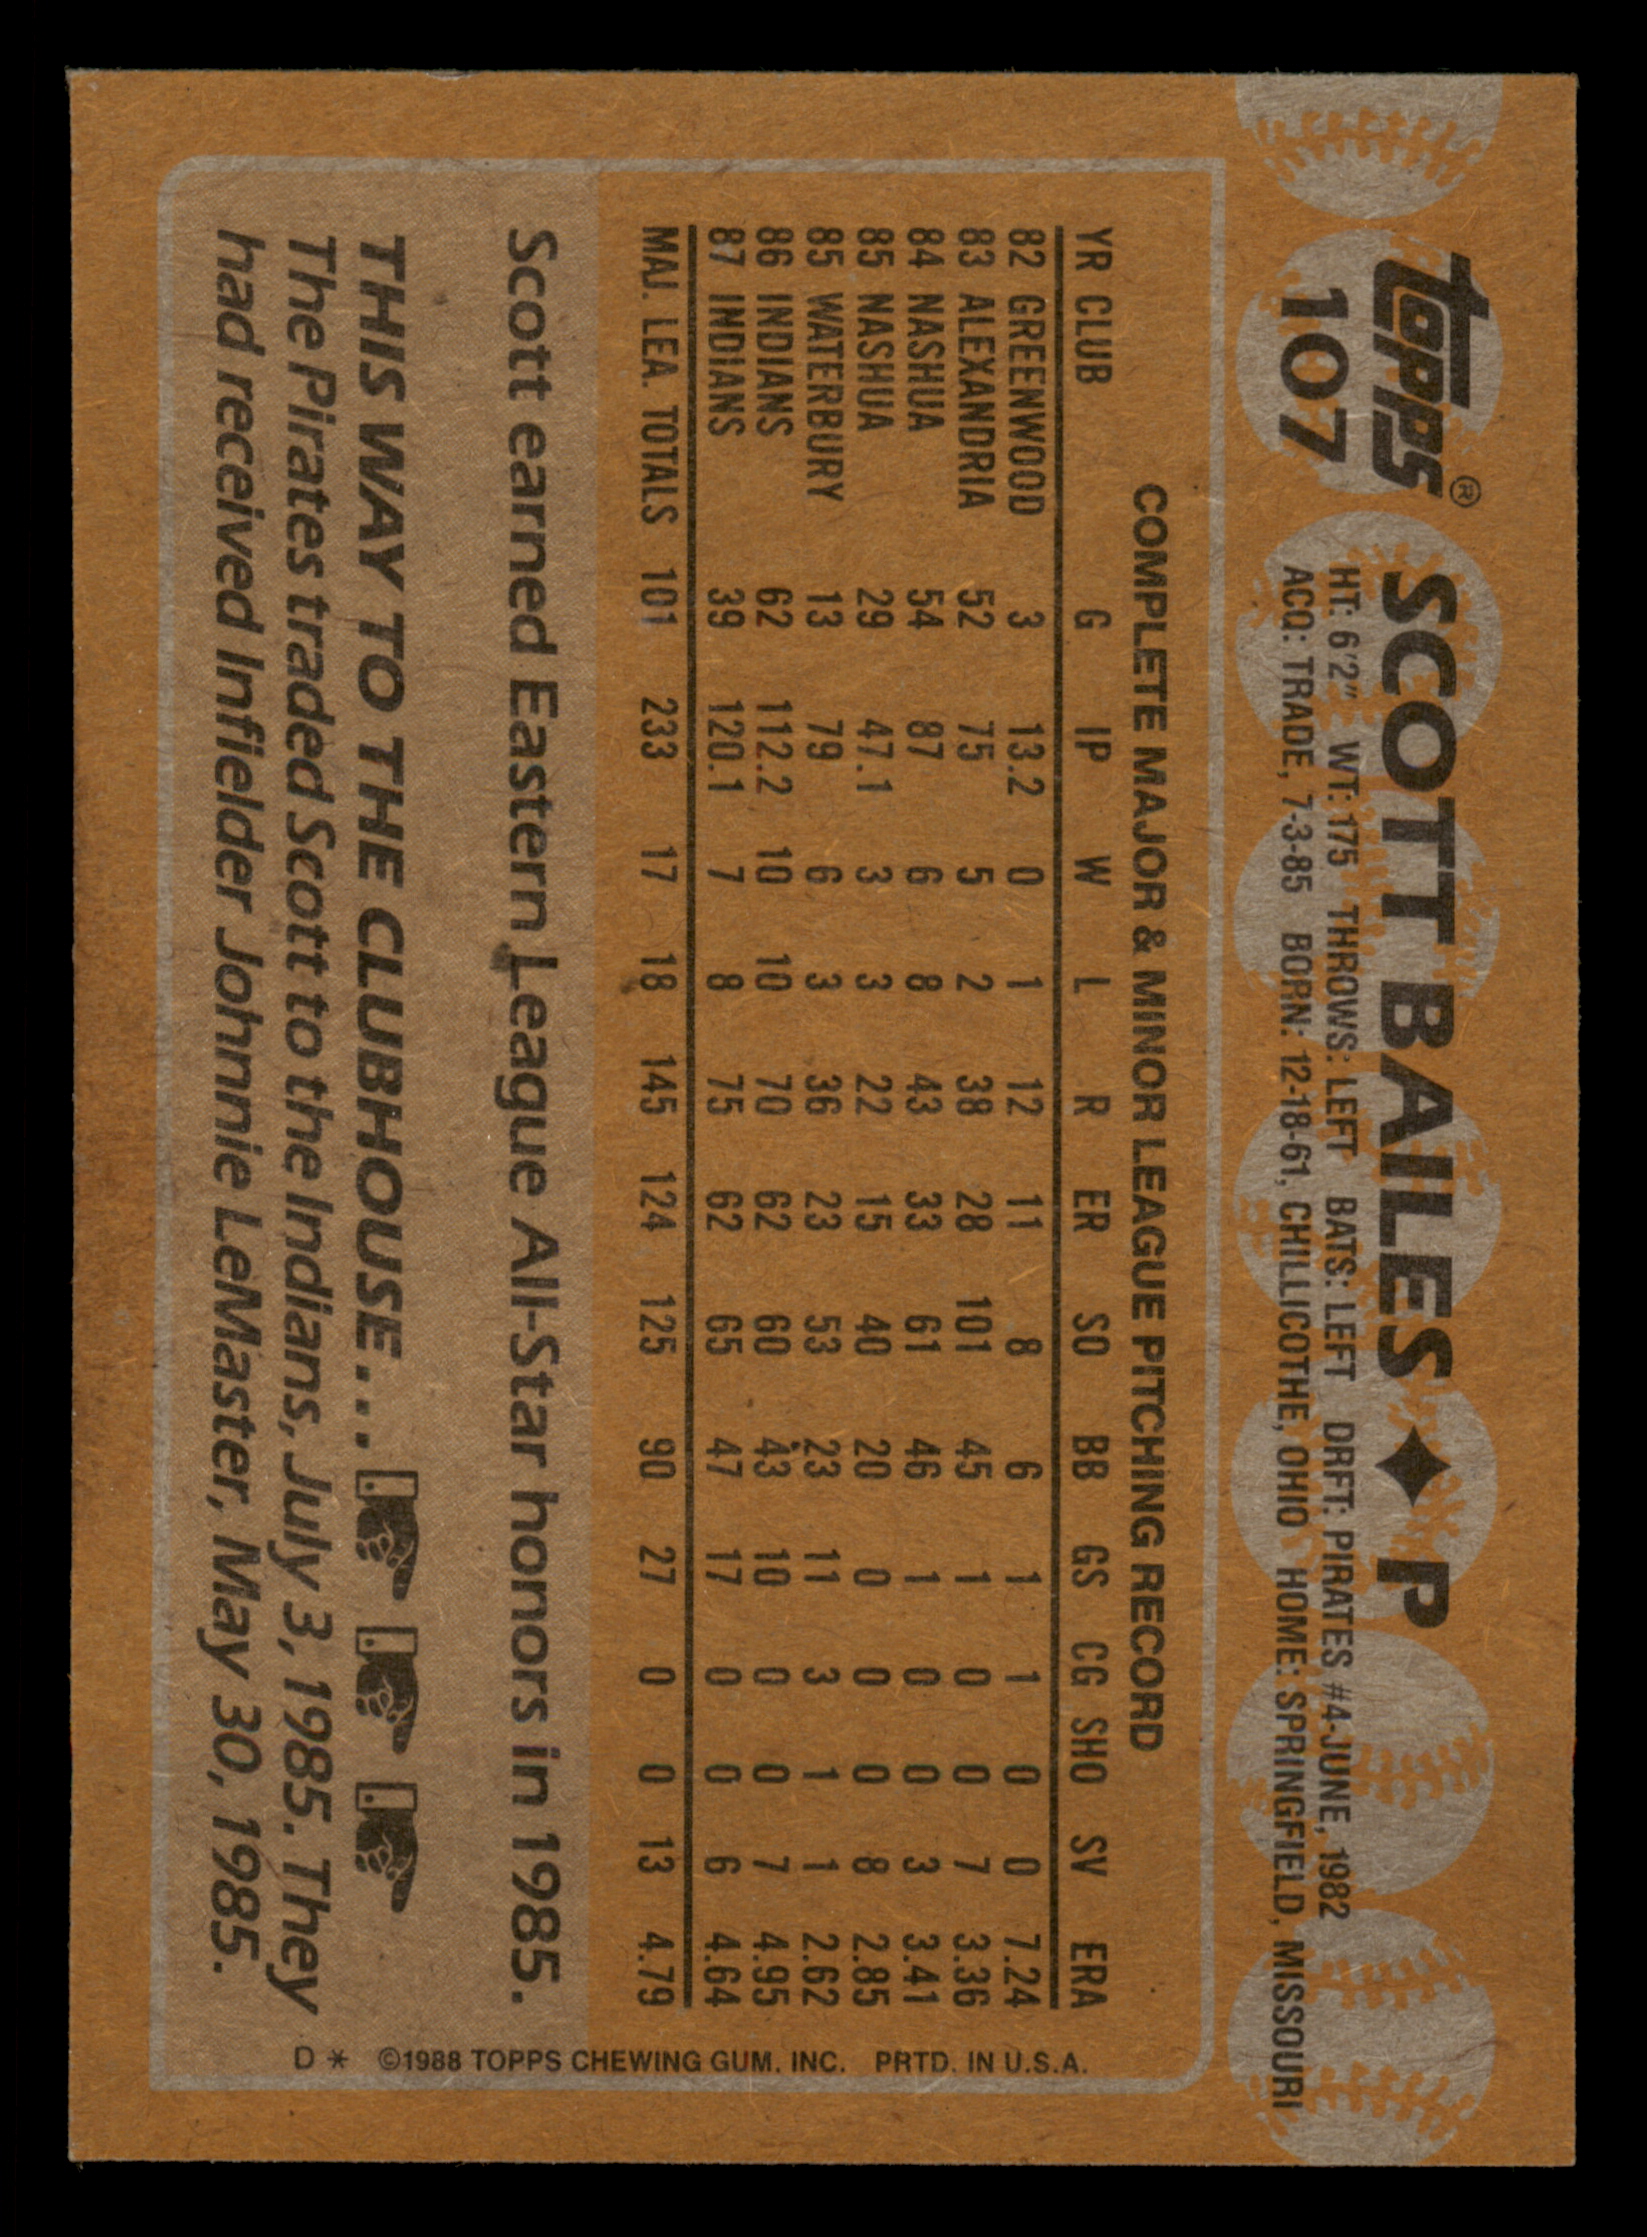 topps®
107
SCOTT BAILES ✦ P
HT: 6'2" WT: 175 THROWS: LEFT BATS: LEFT DRFT: PIRATES #4-JUNE, 1982
ACQ: TRADE, 7-3-85 BORN: 12-18-61, CHILLICOTHE, OHIO HOME: SPRINGFIELD, MISSOURI
COMPLETE MAJOR & MINOR LEAGUE PITCHING RECORD
YR CLUB G IP W L R ER SO BB GS CG SHO SV ERA
82 GREENWOOD 3 13.2 0 1 12 11 8 6 1 1 0 0 7.24
83 ALEXANDRIA 52 75 5 2 38 28 101 45 1 0 0 7 3.36
84 NASHUA 54 87 6 8 43 33 61 46 1 0 0 3 3.41
85 NASHUA 29 47.1 3 3 22 15 40 20 0 0 0 8 2.85
85 WATERBURY 13 79 6 3 36 23 53 23 11 3 1 1 2.62
86 INDIANS 62 112.2 10 10 70 62 60 43 10 0 0 7 4.95
87 INDIANS 39 120.1 7 8 75 62 65 47 17 0 0 6 4.64
MAJ. LEA. TOTALS 101 233 17 18 145 124 125 90 27 0 0 13 4.79
Scott earned Eastern League All-Star honors in 1985.
THIS WAY TO THE CLUBHOUSE...
The Pirates traded Scott to the Indians, July 3, 1985. They
had received Infielder Johnnie LeMaster, May 30, 1985.
D * ©1988 TOPPS CHEWING GUM, INC. PRTD. IN U.S.A.